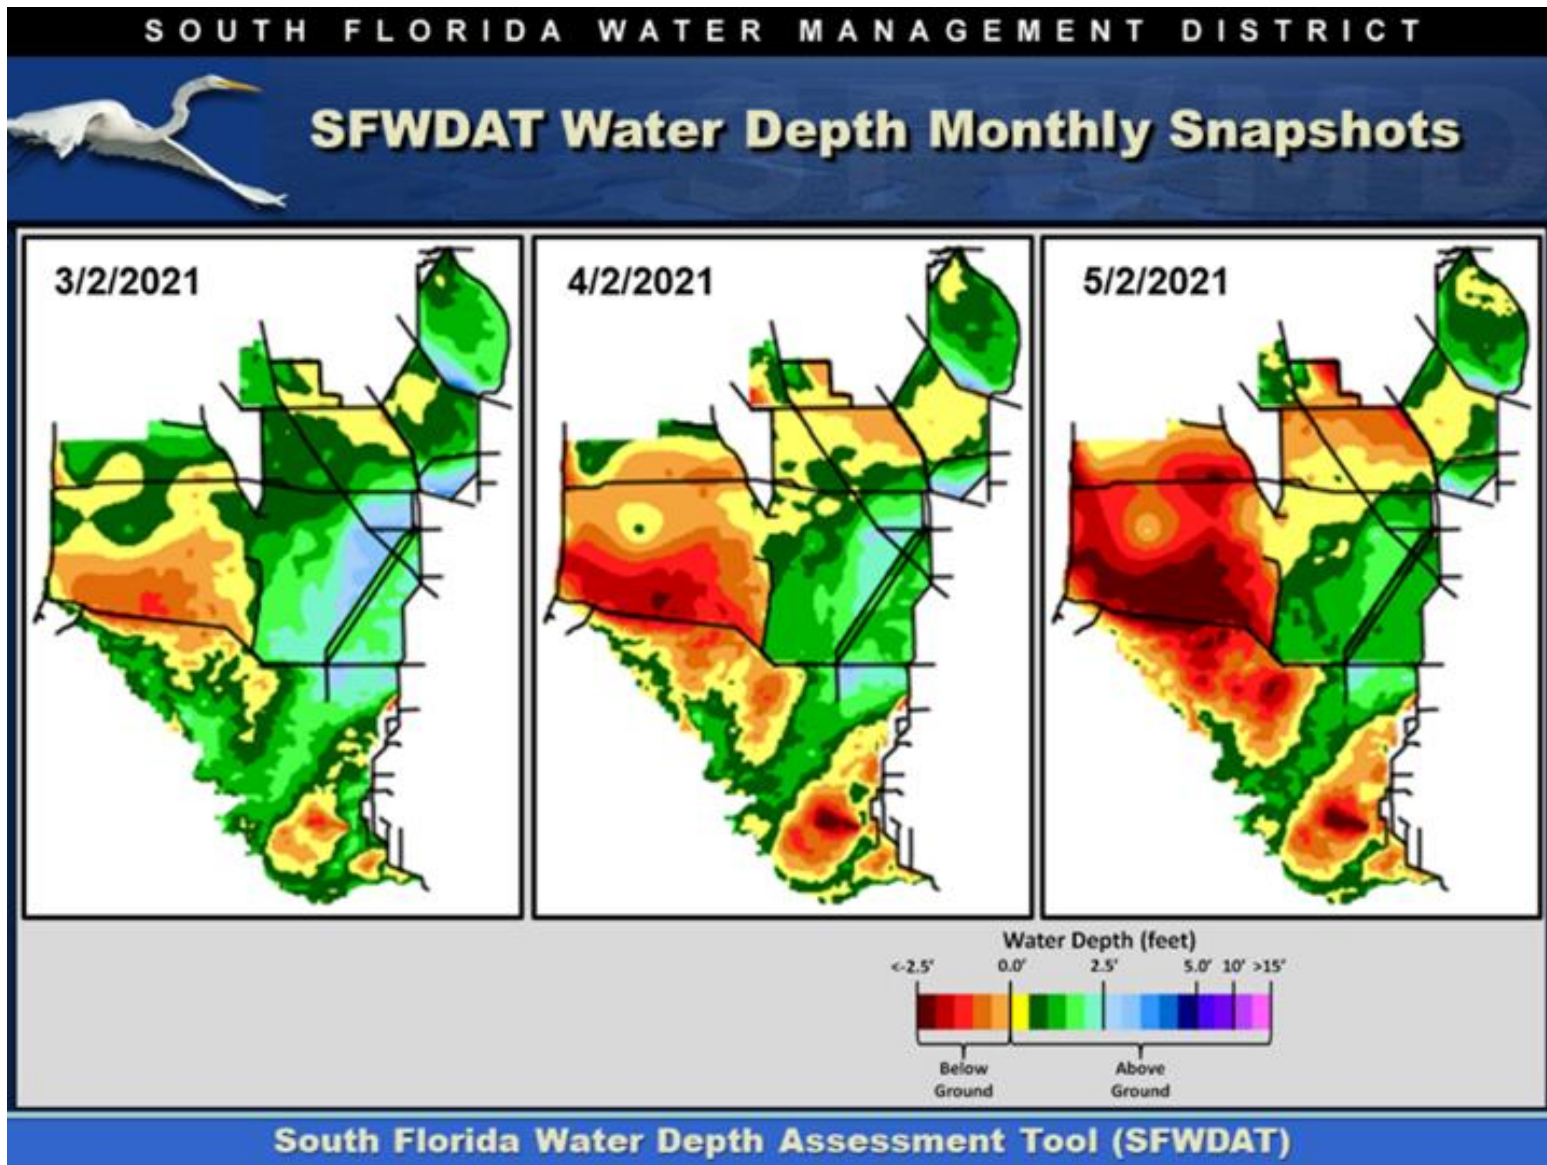 SOUTH FLORIDA WATER MANAGEMENT DISTRICT
SFWDAT Water Depth Monthly Snapshots
3/2/2021
4/2/2021
5/2/2021
Water Depth (feet)
<-2.5' 0.0' 2.5' 5.0' 10' >15'
Below Ground
Above Ground
South Florida Water Depth Assessment Tool (SFWDAT)